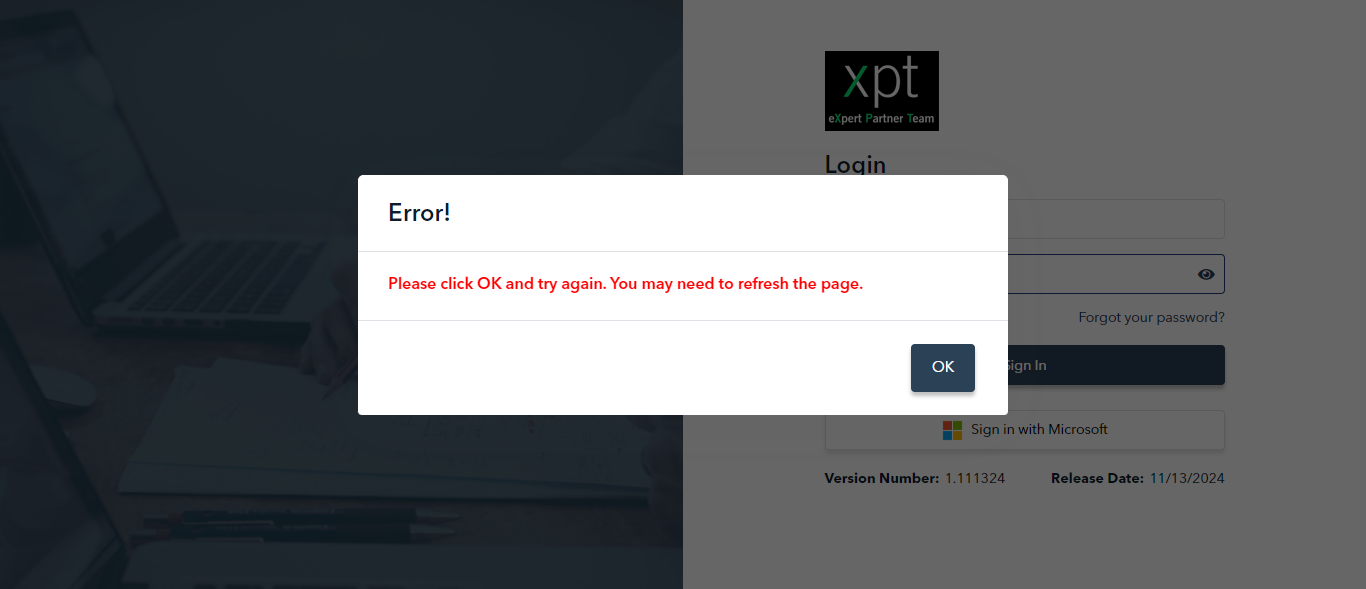 xpt
eXpert Partner Team
Login
Error!
Please click OK and try again. You may need to refresh the page.
Forgot your password?
OK
Sign In
Sign in with Microsoft
Version Number: 1.111324 Release Date: 11/13/2024